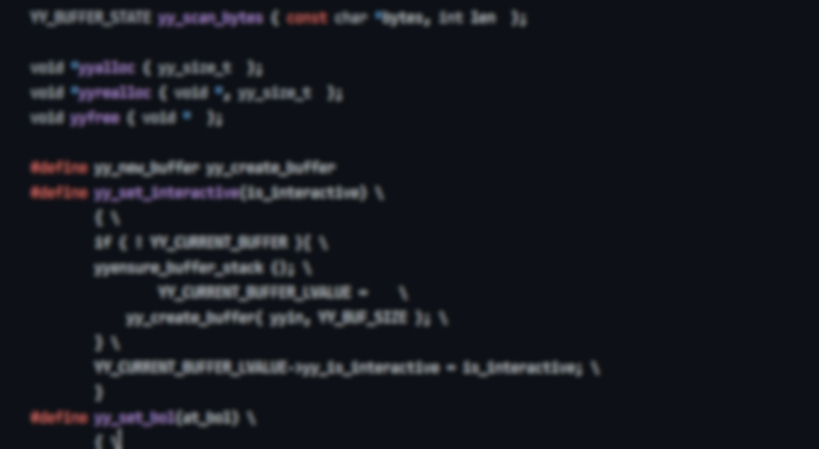 YY_BUFFER_STATE yy_scan_bytes ( const char *bytes, int len  );
void *yyalloc ( yy_size_t  );
void *yyrealloc ( void *, yy_size_t  );
void yyfree ( void *  );
#define yy_new_buffer yy_create_buffer
#define yy_set_interactive(is_interactive) \
{ \
if ( ! YY_CURRENT_BUFFER ){ \
yyensure_buffer_stack (); \
YY_CURRENT_BUFFER_LVALUE =    \
yy_create_buffer( yyin, YY_BUF_SIZE ); \
} \
YY_CURRENT_BUFFER_LVALUE->yy_is_interactive = is_interactive; \
}
#define yy_set_bol(at_bol) \
{ \